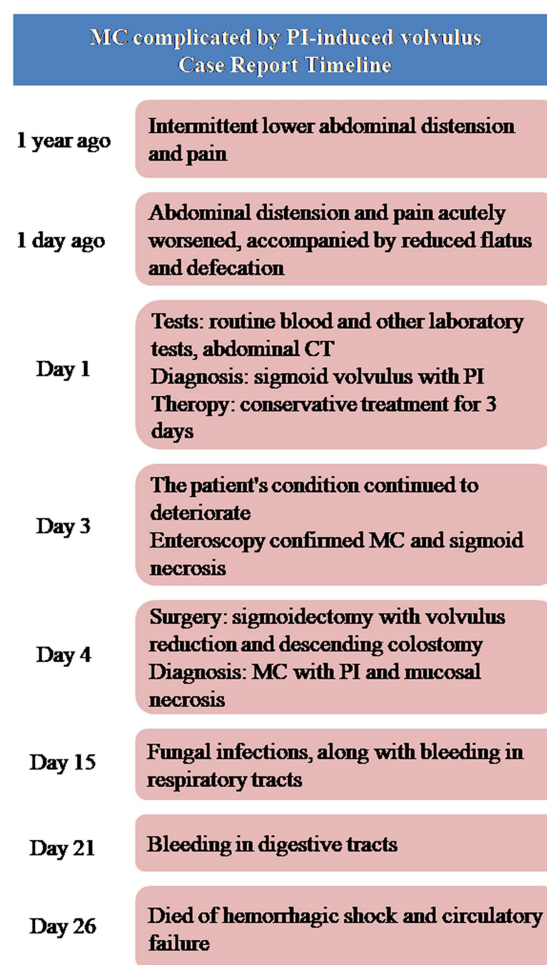 MC complicated by PI-induced volvulus
Case Report Timeline
1 year ago
Intermittent lower abdominal distension
and pain
1 day ago
Abdominal distension and pain acutely
worsened, accompanied by reduced flatus
and defecation
Day 1
Tests: routine blood and other laboratory
tests, abdominal CT
Diagnosis: sigmoid volvulus with PI
Theropy: conservative treatment for 3
days
Day 3
The patient's condition continued to
deteriorate
Enteroscopy confirmed MC and sigmoid
necrosis
Day 4
Surgery: sigmoidectomy with volvulus
reduction and descending colostomy
Diagnosis: MC with PI and mucosal
necrosis
Day 15
Fungal infections, along with bleeding in
respiratory tracts
Day 21
Bleeding in digestive tracts
Day 26
Died of hemorrhagic shock and circulatory
failure